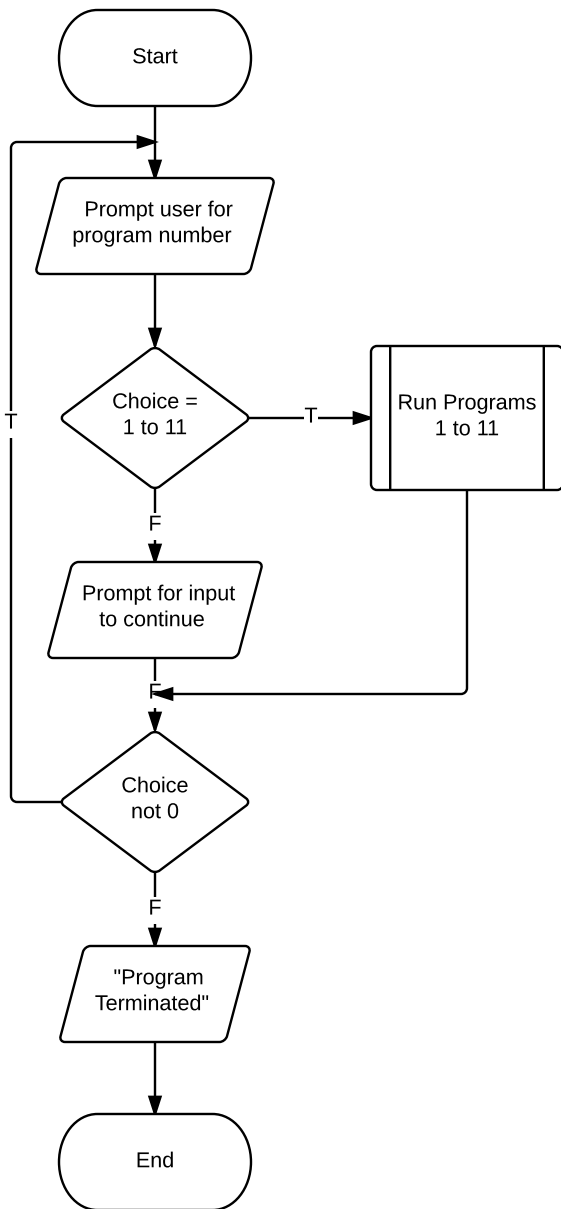 Start
Prompt user for
program number
Choice =
1 to 11
T
Run Programs
1 to 11
T
F
Prompt for input
to continue
F
Choice
not 0
F
"Program
Terminated"
End